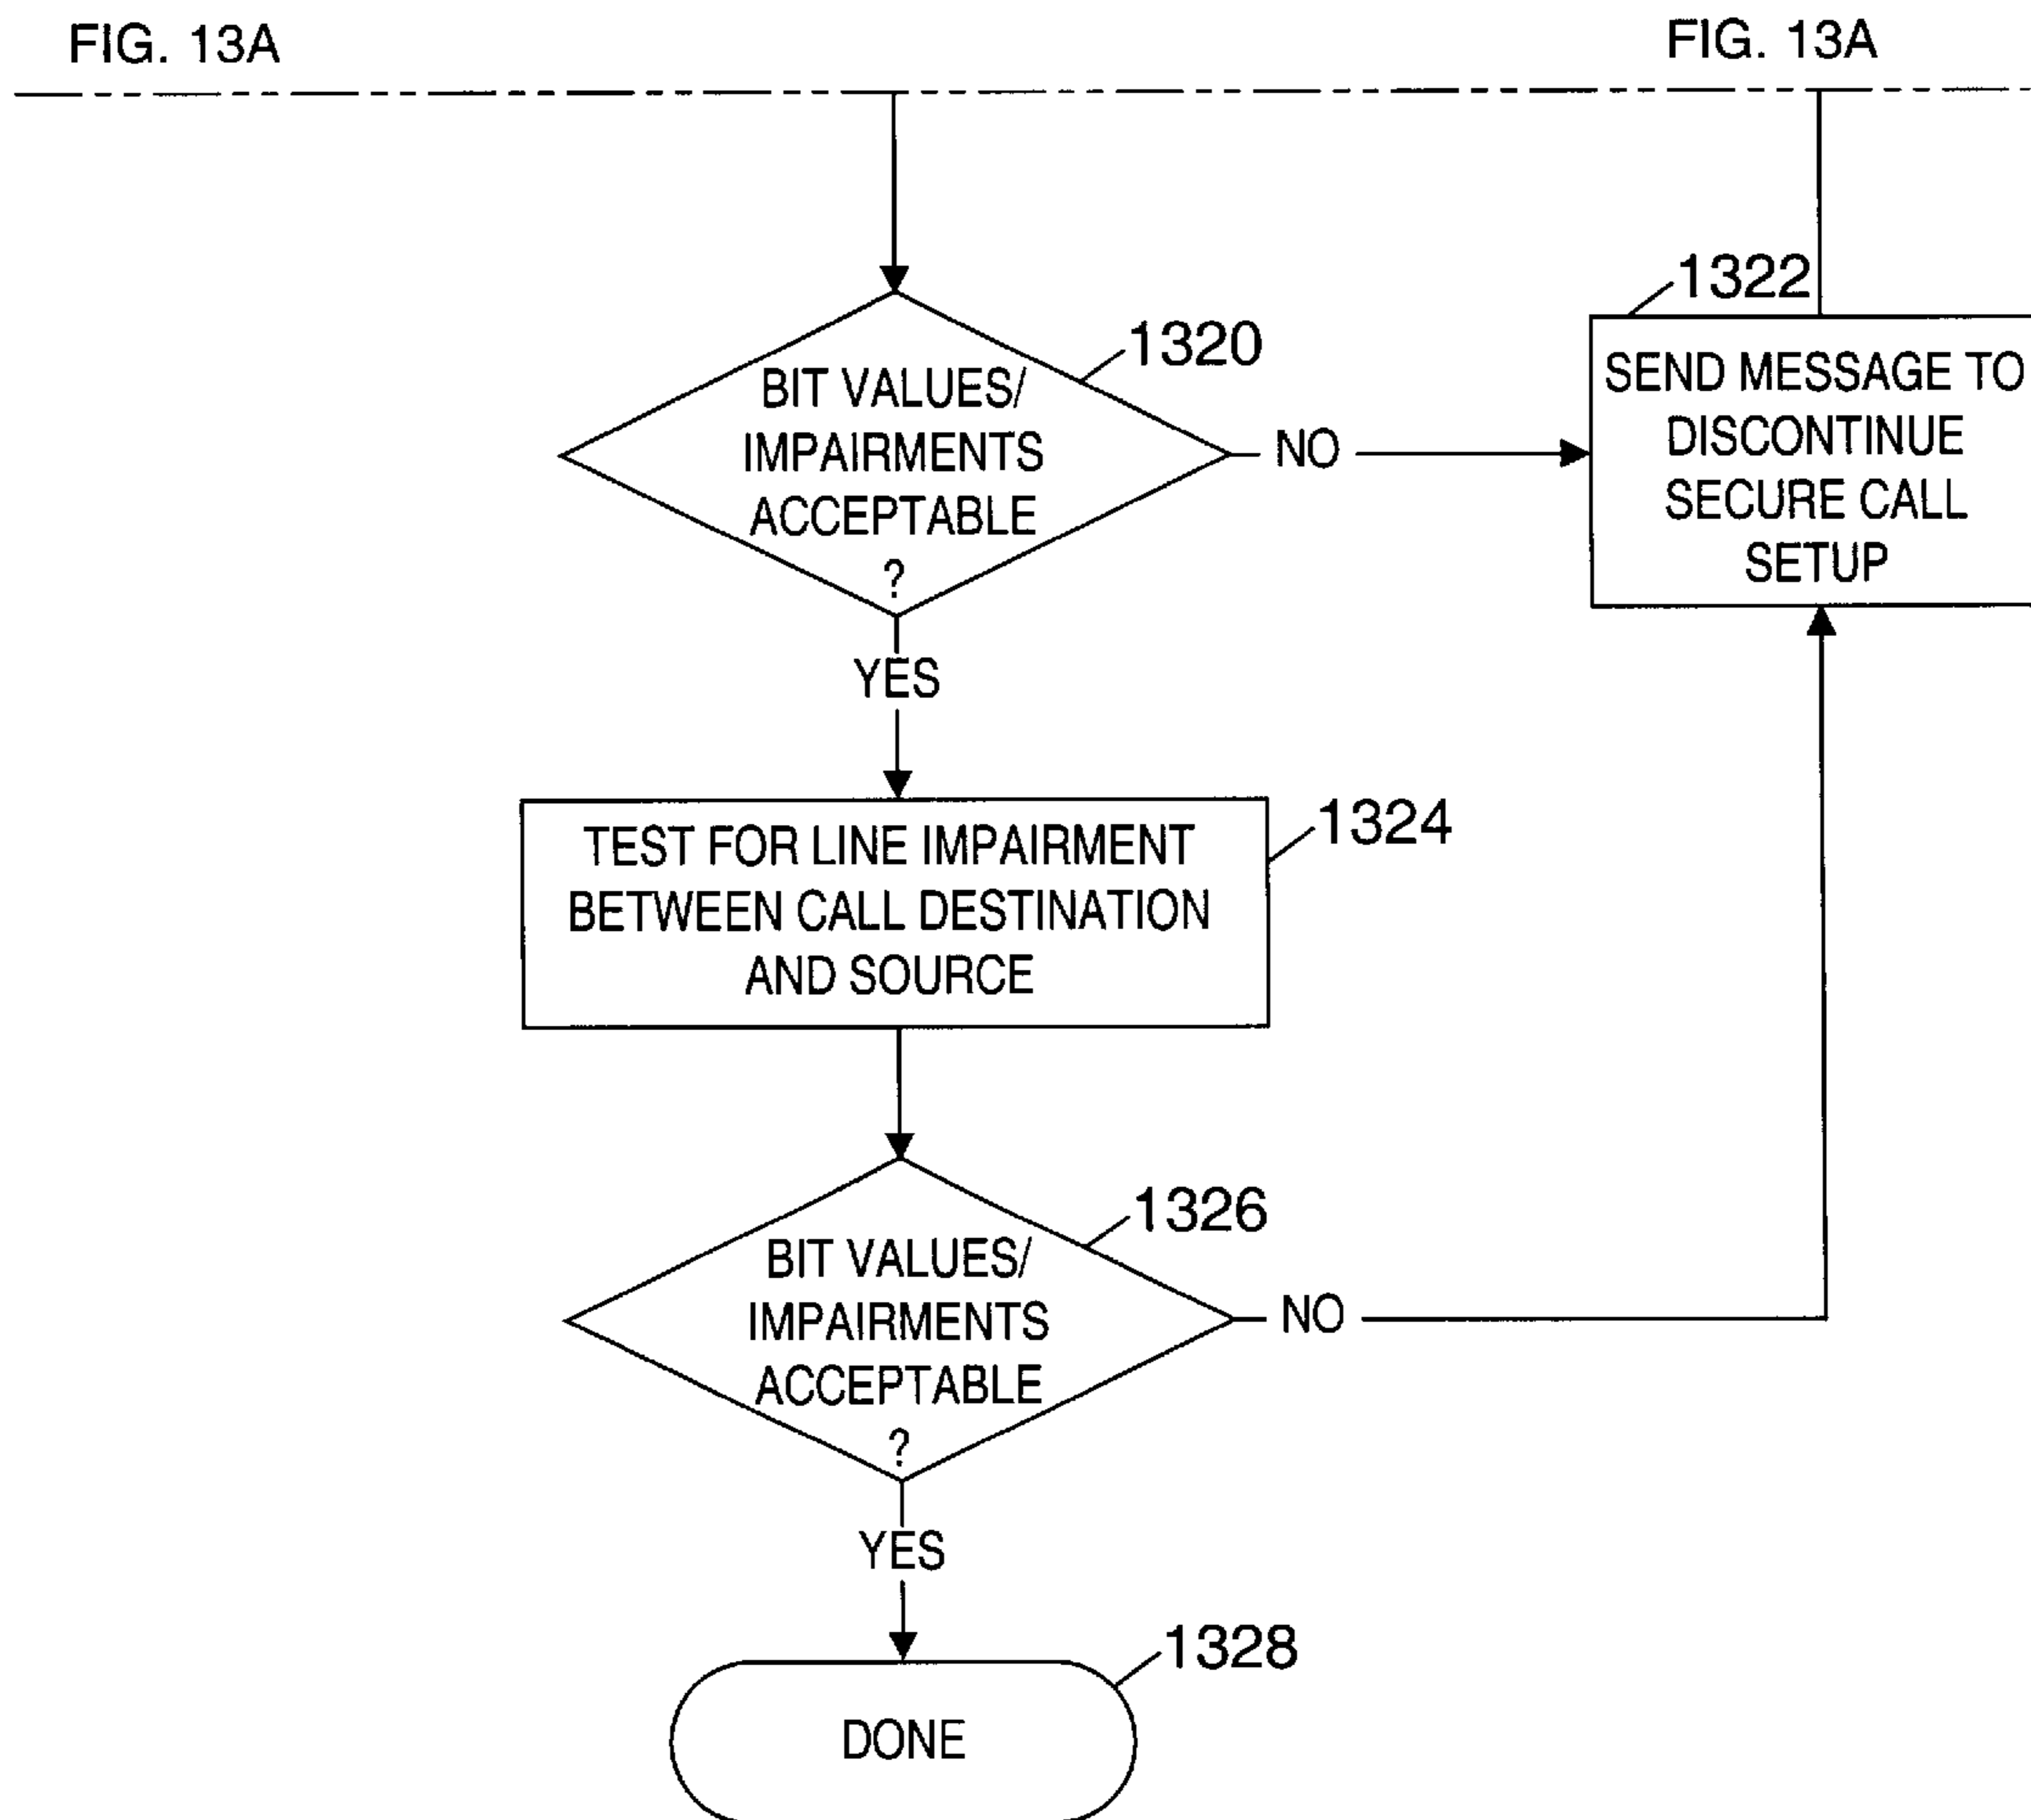 FIG. 13A
FIG. 13A
1320
BIT VALUES/
IMPAIRMENTS
ACCEPTABLE
?
NO
1322
SEND MESSAGE TO
DISCONTINUE
SECURE CALL
SETUP
YES
1324
TEST FOR LINE IMPAIRMENT
BETWEEN CALL DESTINATION
AND SOURCE
1326
BIT VALUES/
IMPAIRMENTS
ACCEPTABLE
?
NO
YES
1328
DONE